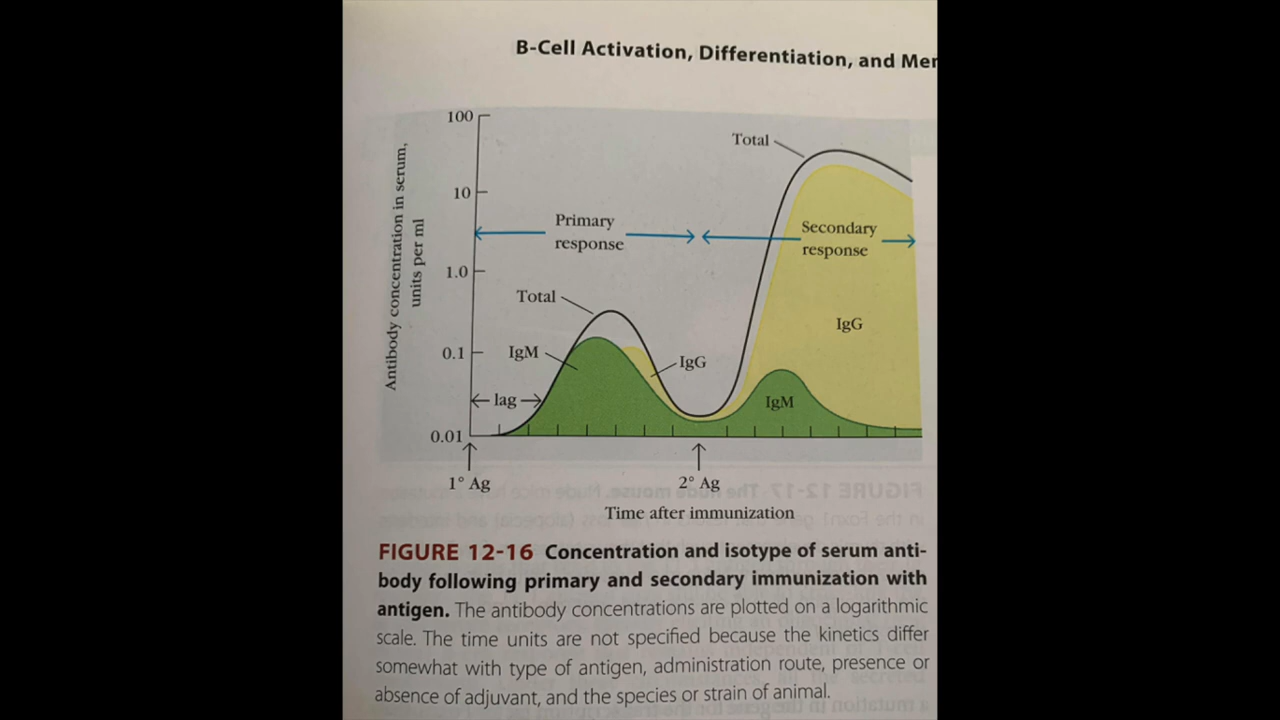 B-Cell Activation, Differentiation, and Mer
100
10
1.0
0.1
0.01
Antibody concentration in serum,
units per ml
Total
Primary
response
Secondary
response
Total
IgM
IgG
IgG
lag
IgM
1° Ag
2° Ag
Time after immunization
FIGURE 12-16 Concentration and isotype of serum anti-
body following primary and secondary immunization with
antigen. The antibody concentrations are plotted on a logarithmic
scale. The time units are not specified because the kinetics differ
somewhat with type of antigen, administration route, presence or
absence of adjuvant, and the species or strain of animal.